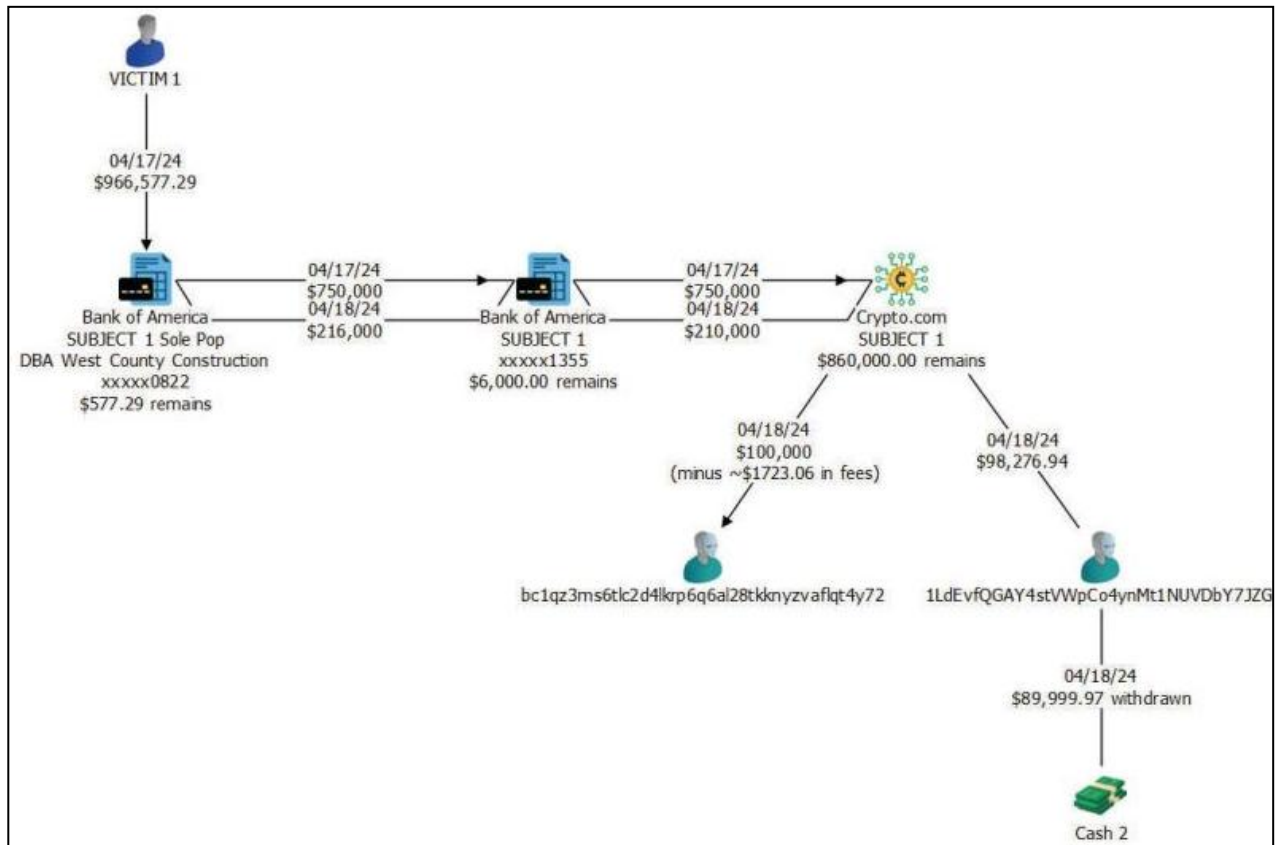 VICTIM 1
04/17/24
$966,577.29
Bank of America
SUBJECT 1 Sole Pop
DBA West County Construction
xxxxx0822
$577.29 remains
04/17/24
$750,000
04/18/24
$216,000
Bank of America
SUBJECT 1
xxxxx1355
$6,000.00 remains
04/17/24
$750,000
04/18/24
$210,000
Crypto.com
SUBJECT 1
$860,000.00 remains
04/18/24
$100,000
(minus ~$1723.06 in fees)
04/18/24
$98,276.94
bc1qz3ms6tlc2d4lkrp6q6al28tkknyzvaflqt4y72
1LdEvfQGAY4stVWpCo4ynMt1NUVDbY7JZG
04/18/24
$89,999.97 withdrawn
Cash 2